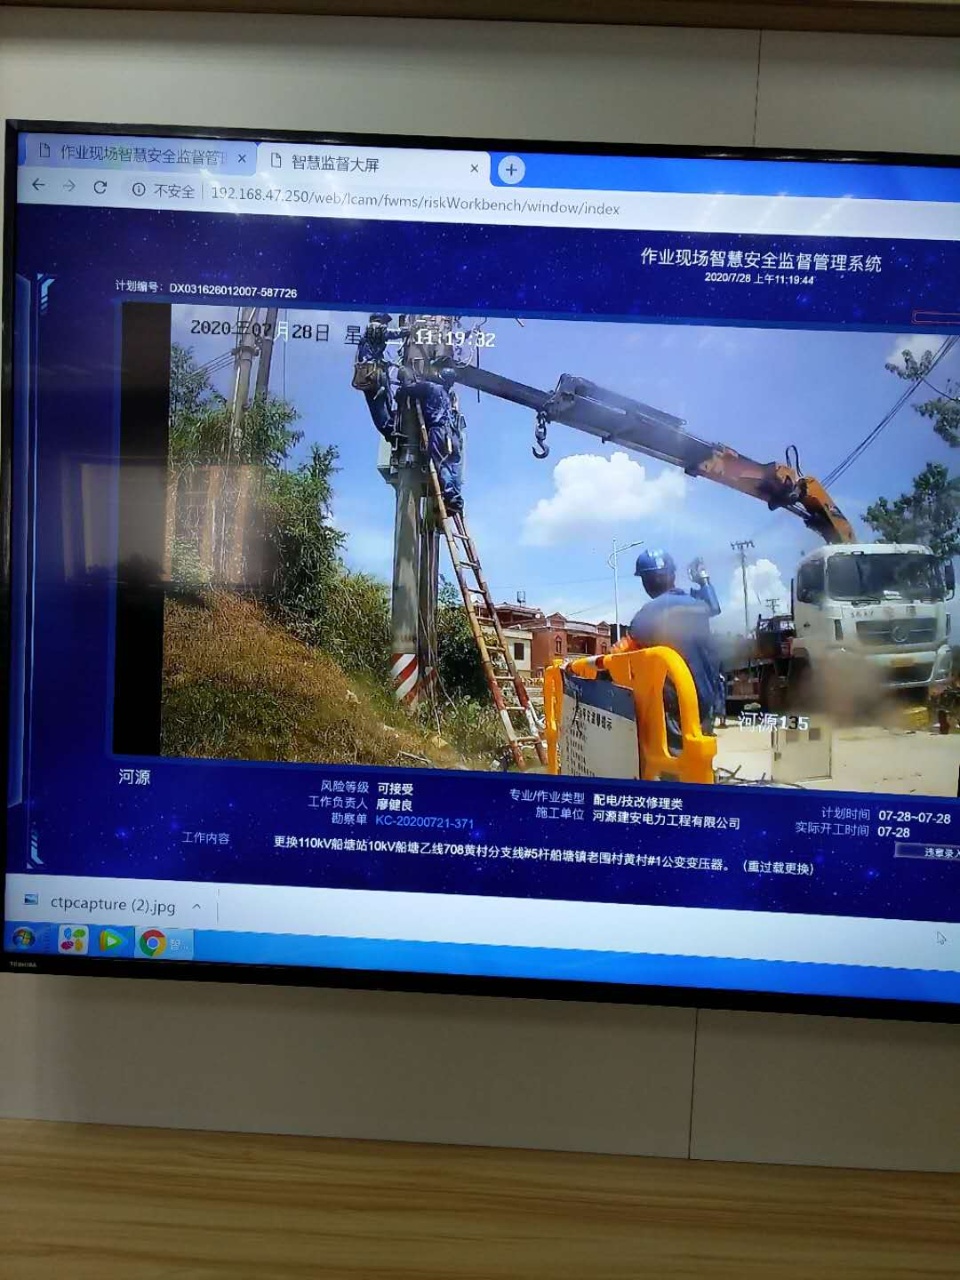 作业现场智慧安全监督管
智慧监督大屏
不安全 192.168.47.250/web/lcam/fwms/riskWorkbench/window/index
作业现场智慧安全监督管理系统
2020/7/28 上午11:19:44
计划编号: DX031626012007-587726
2020年07月28日 星期二 11:19:32
河源135
河源
风险等级 可接受
专业/作业类型 配电/技改修理类
计划时间 07-28~07-28
工作负责人 廖健良
施工单位 河源建安电力工程有限公司
实际开工时间 07-28
勘察单 KC-20200721-371
工作内容 更换110kV船塘站10kV船塘乙线708黄村分支线#5杆船塘镇老围村黄村#1公变变压器。(重过载更换)
违章录入
ctpcapture (2).jpg
智...
TOSHIBA